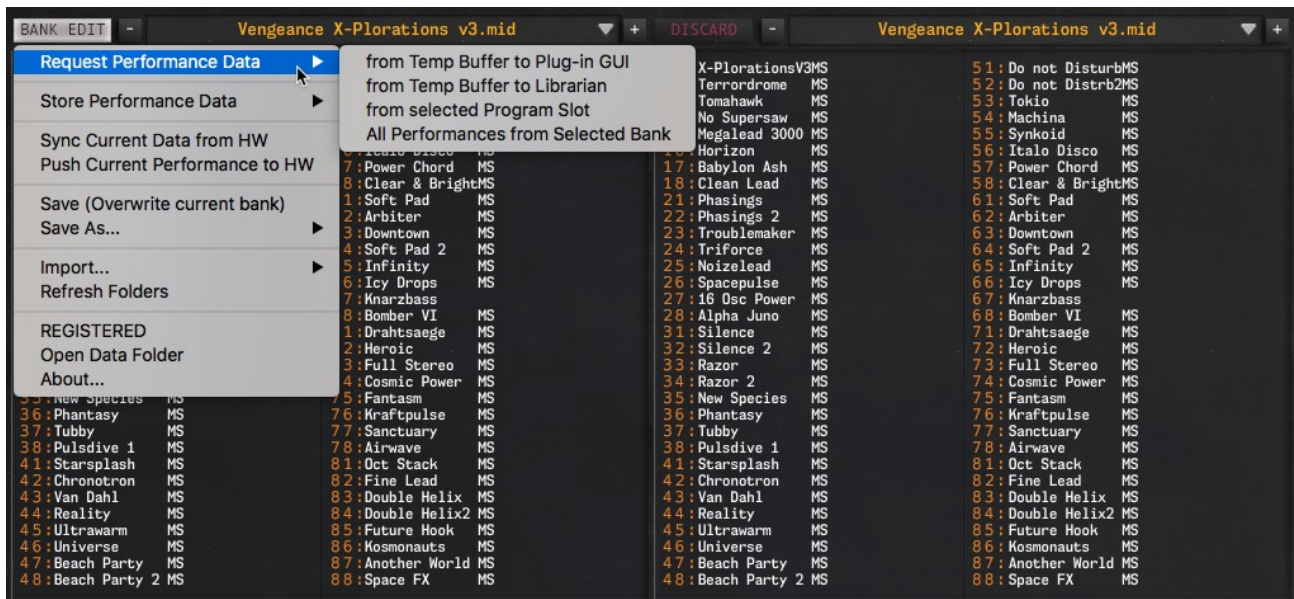 BANK EDIT - Vengeance X-Plorations v3.mid +
DISCARD - Vengeance X-Plorations v3.mid +
Request Performance Data
Store Performance Data
Sync Current Data from HW
Push Current Performance to HW
Save (Overwrite current bank)
Save As...
Import...
Refresh Folders
REGISTERED
Open Data Folder
About...
from Temp Buffer to Plug-in GUI
from Temp Buffer to Librarian
from selected Program Slot
All Performances from Selected Bank
35:New Species MS
36:Phantasy MS
37:Tubby MS
38:Pulsdive 1 MS
41:Starsplash MS
42:Chronotron MS
43:Van Dahl MS
44:Reality MS
45:Ultrawarm MS
46:Universe MS
47:Beach Party MS
48:Beach Party 2 MS
7:Power Chord MS
8:Clear & BrightMS
1:Soft Pad MS
2:Arbiter MS
3:Downtown MS
4:Soft Pad 2 MS
5:Infinity MS
6:Icy Drops MS
7:Knarzbass
8:Bomber VI MS
1:Drahtsaege MS
2:Heroic MS
3:Full Stereo MS
4:Cosmic Power MS
75:Fantasm MS
76:Kraftpulse MS
77:Sanctuary MS
78:Airwave MS
81:Oct Stack MS
82:Fine Lead MS
83:Double Helix MS
84:Double Helix2 MS
85:Future Hook MS
86:Kosmonauts MS
87:Another World MS
88:Space FX MS
X-PlorationsV3MS
Terrordrome MS
Tomahawk MS
No Supersaw MS
Megalead 3000 MS
16:Horizon MS
17:Babylon Ash MS
18:Clean Lead MS
21:Phasings MS
22:Phasings 2 MS
23:Troublemaker MS
24:Triforce MS
25:Noizelead MS
26:Spacepulse MS
27:16 Osc Power MS
28:Alpha Juno MS
31:Silence MS
32:Silence 2 MS
33:Razor MS
34:Razor 2 MS
35:New Species MS
36:Phantasy MS
37:Tubby MS
38:Pulsdive 1 MS
41:Starsplash MS
42:Chronotron MS
43:Van Dahl MS
44:Reality MS
45:Ultrawarm MS
46:Universe MS
47:Beach Party MS
48:Beach Party 2 MS
51:Do not DisturbMS
52:Do not Distrb2MS
53:Tokio MS
54:Machina MS
55:Synkoid MS
56:Italo Disco MS
57:Power Chord MS
58:Clear & BrightMS
61:Soft Pad MS
62:Arbiter MS
63:Downtown MS
64:Soft Pad 2 MS
65:Infinity MS
66:Icy Drops MS
67:Knarzbass
68:Bomber VI MS
71:Drahtsaege MS
72:Heroic MS
73:Full Stereo MS
74:Cosmic Power MS
75:Fantasm MS
76:Kraftpulse MS
77:Sanctuary MS
78:Airwave MS
81:Oct Stack MS
82:Fine Lead MS
83:Double Helix MS
84:Double Helix2 MS
85:Future Hook MS
86:Kosmonauts MS
87:Another World MS
88:Space FX MS